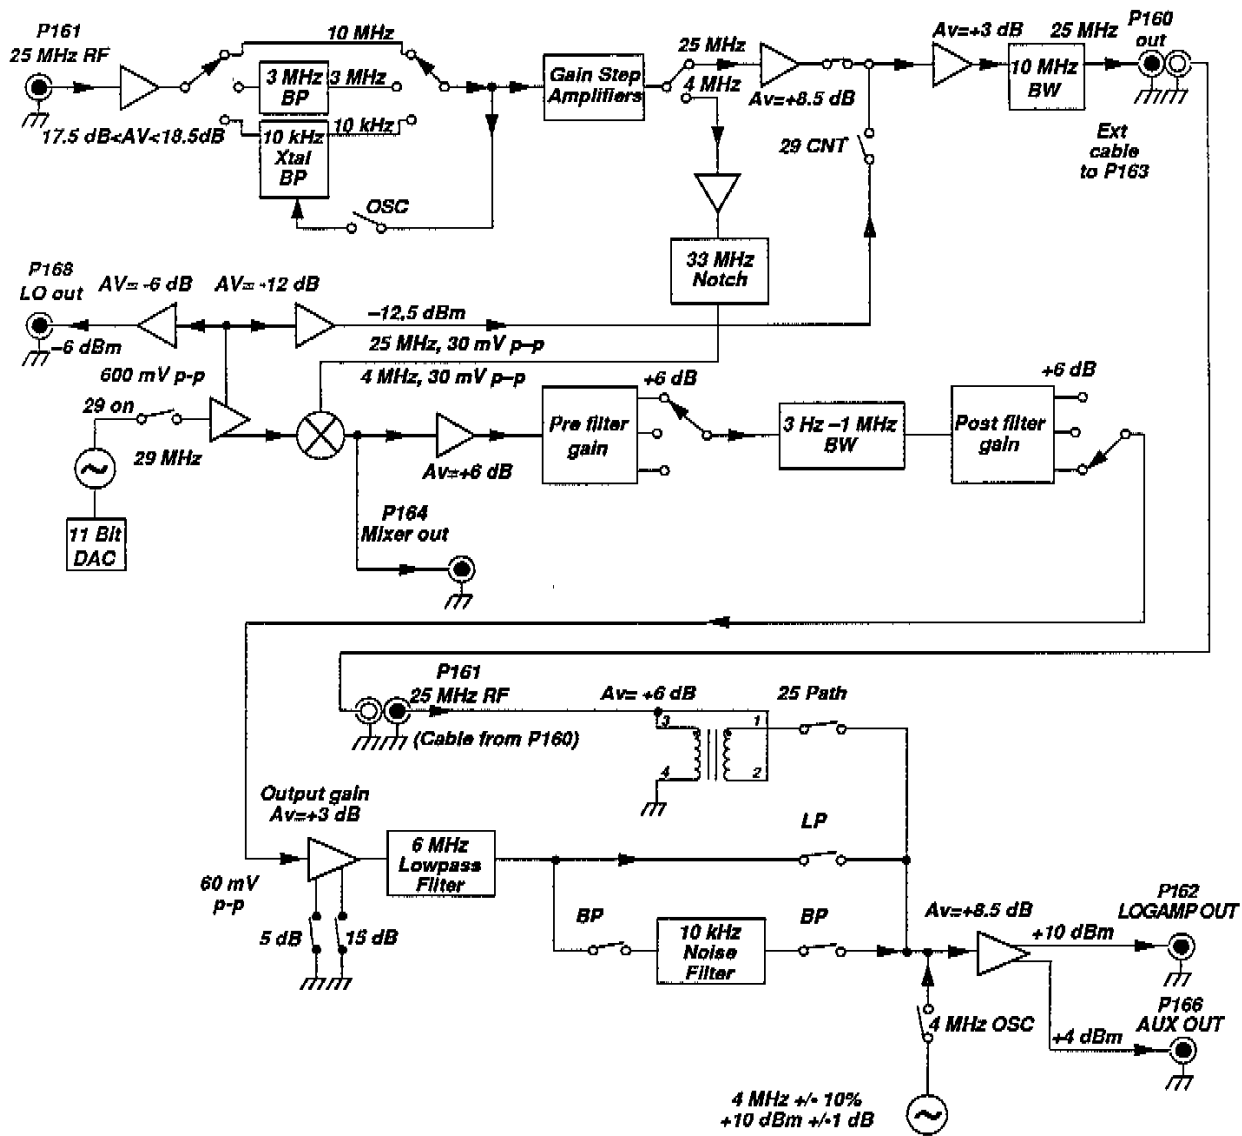 P161
25 MHz RF
17.5 dB<AV<18.5dB
10 MHz
3 MHz
BP
3 MHz
10 kHz
Xtal
BP
10 kHz
OSC
Gain Step
Amplifiers
25 MHz
4 MHz
Av=+8.5 dB
29 CNT
Av=+3 dB
10 MHz
BW
25 MHz
P160
out
Ext
cable
to P163
33 MHz
Notch
P168
LO out
-6 dBm
AV= -6 dB
AV= -12 dB
-12.5 dBm
25 MHz, 30 mV p-p
4 MHz, 30 mV p-p
600 mV p-p
29 on
29 MHz
11 Bit
DAC
Av=+6 dB
P164
Mixer out
Pre filter
gain
+6 dB
3 Hz -1 MHz
BW
Post filter
gain
+6 dB
P161
25 MHz RF
(Cable from P160)
Av= +6 dB
3
4
1
2
25 Path
Output gain
Av=+3 dB
60 mV
p-p
5 dB
15 dB
6 MHz
Lowpass
Filter
LP
BP
10 kHz
Noise
Filter
BP
Av=+8.5 dB
+10 dBm
P162
LOGAMP OUT
+4 dBm
P166
AUX OUT
4 MHz OSC
4 MHz +/- 10%
+10 dBm +/-1 dB